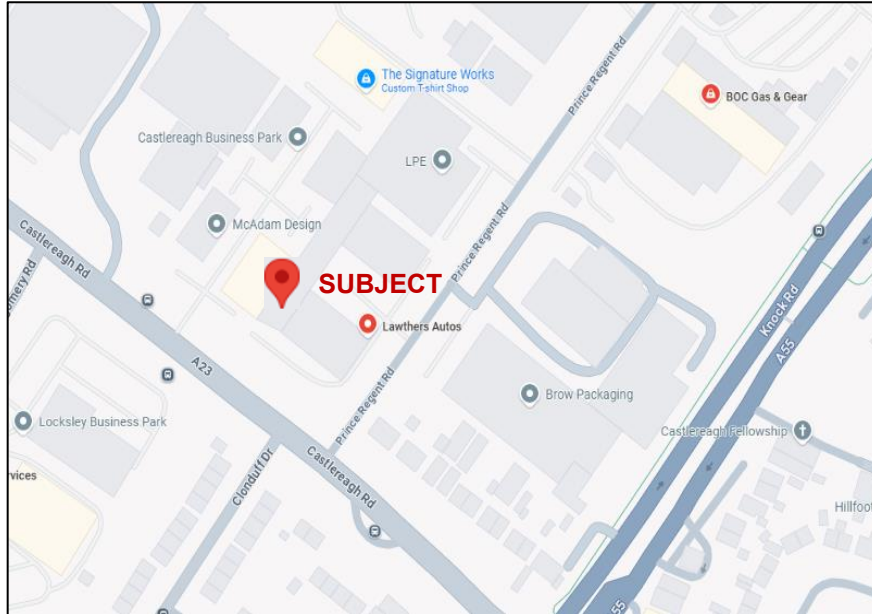 Prince Regent Rd
The Signature Works
Custom T-shirt Shop
BOC Gas & Gear
Castlereagh Business Park
LPE
Prince Regent Rd
McAdam Design
Castlereagh Rd
SUBJECT
Lawthers Autos
Knock Rd
A55
A23
Prince Regent Rd
Brow Packaging
Locksley Business Park
Castlereagh Fellowship
Clonduff Dr
Castlereagh Rd
A55